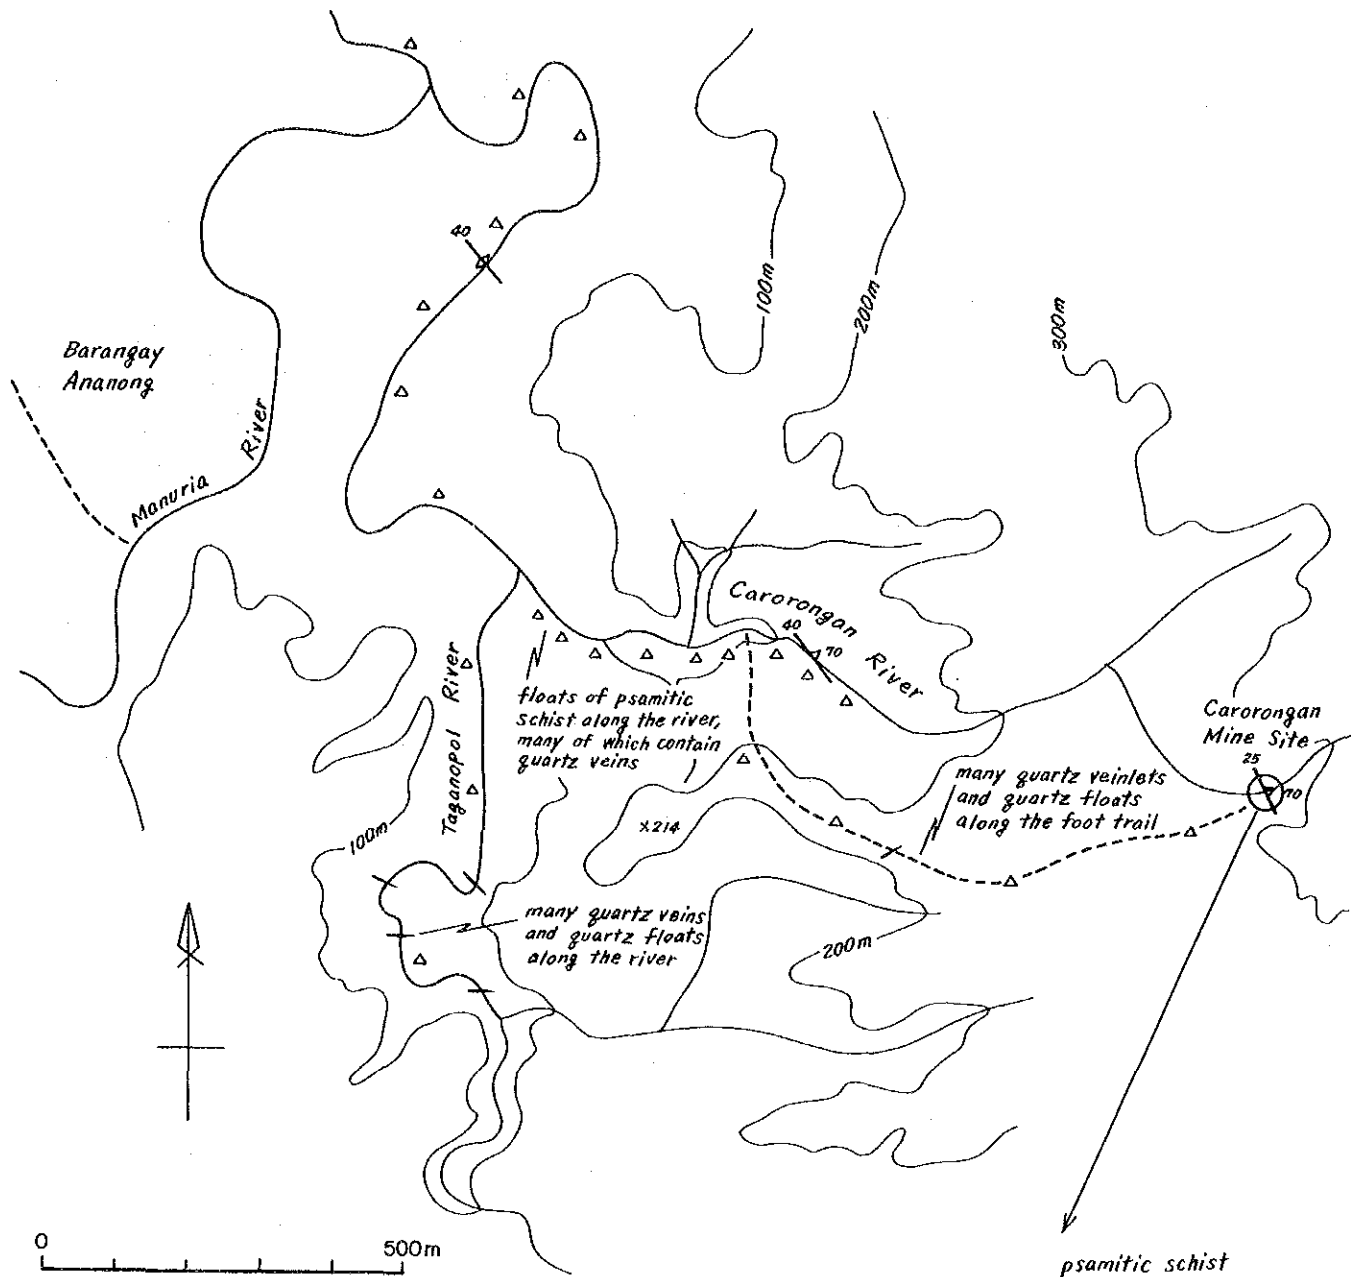 40
100m
200m
300m
Barangay
Ananong
Manuria River
Carorongan River
40
70
Taganopol River
floats of psamitic
schist along the river,
many of which contain
quartz veins
Carorongan
Mine Site
25
70
many quartz veinlets
and quartz floats
along the foot trail
x214
100m
many quartz veins
and quartz floats
along the river
200m
0
500m
psamitic schist